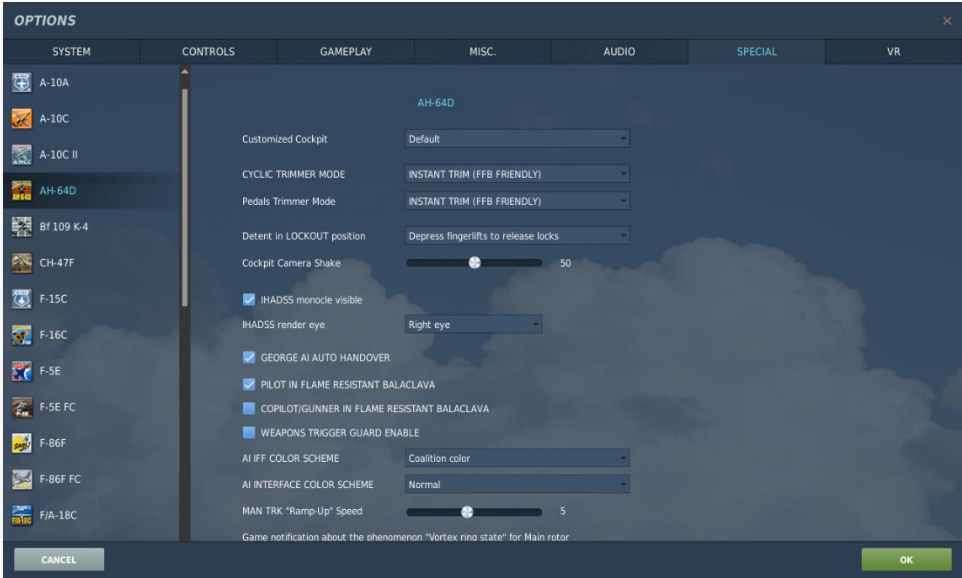 OPTIONS
SYSTEM CONTROLS GAMEPLAY MISC. AUDIO SPECIAL VR
A-10A
A-10C
A-10C II
AH-64D
Bf 109 K-4
CH-47F
F-15C
F-16C
F-5E
F-5E FC
F-86F
F-86F FC
F/A-18C
AH-64D
Customized Cockpit Default
CYCLIC TRIMMER MODE INSTANT TRIM (FFB FRIENDLY)
Pedals Trimmer Mode INSTANT TRIM (FFB FRIENDLY)
Detent in LOCKOUT position Depress fingerlifts to release locks
Cockpit Camera Shake 50
IHADSS monocle visible
IHADSS render eye Right eye
GEORGE AI AUTO HANDOVER
PILOT IN FLAME RESISTANT BALACLAVA
COPILOT/GUNNER IN FLAME RESISTANT BALACLAVA
WEAPONS TRIGGER GUARD ENABLE
AI IFF COLOR SCHEME Coalition color
AI INTERFACE COLOR SCHEME Normal
MAN TRK "Ramp-Up" Speed 5
Game notification about the phenomenon "Vortex ring state" for Main rotor
CANCEL OK